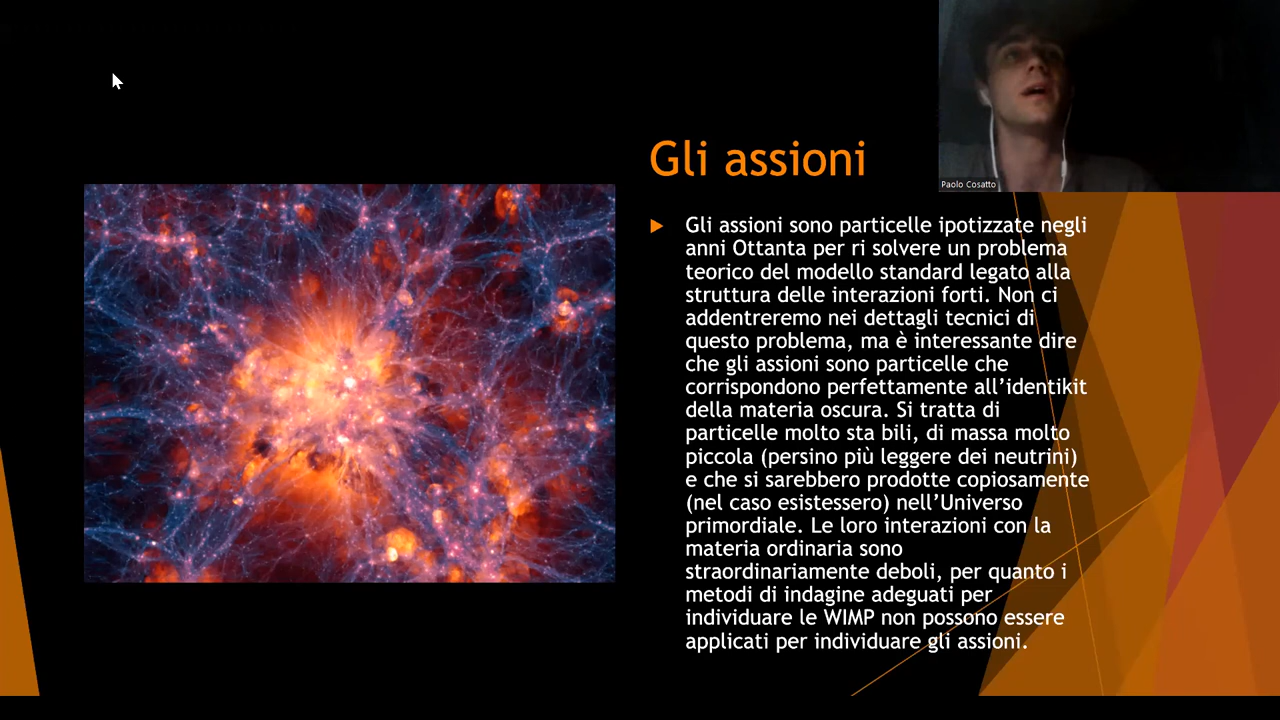 Paolo Cosatto
Gli assioni
Gli assioni sono particelle ipotizzate negli
anni Ottanta per ri solvere un problema
teorico del modello standard legato alla
struttura delle interazioni forti. Non ci
addentreremo nei dettagli tecnici di
questo problema, ma è interessante dire
che gli assioni sono particelle che
corrispondono perfettamente all’identikit
della materia oscura. Si tratta di
particelle molto sta bili, di massa molto
piccola (persino più leggere dei neutrini)
e che si sarebbero prodotte copiosamente
(nel caso esistessero) nell’Universo
primordiale. Le loro interazioni con la
materia ordinaria sono
straordinariamente deboli, per quanto i
metodi di indagine adeguati per
individuare le WIMP non possono essere
applicati per individuare gli assioni.